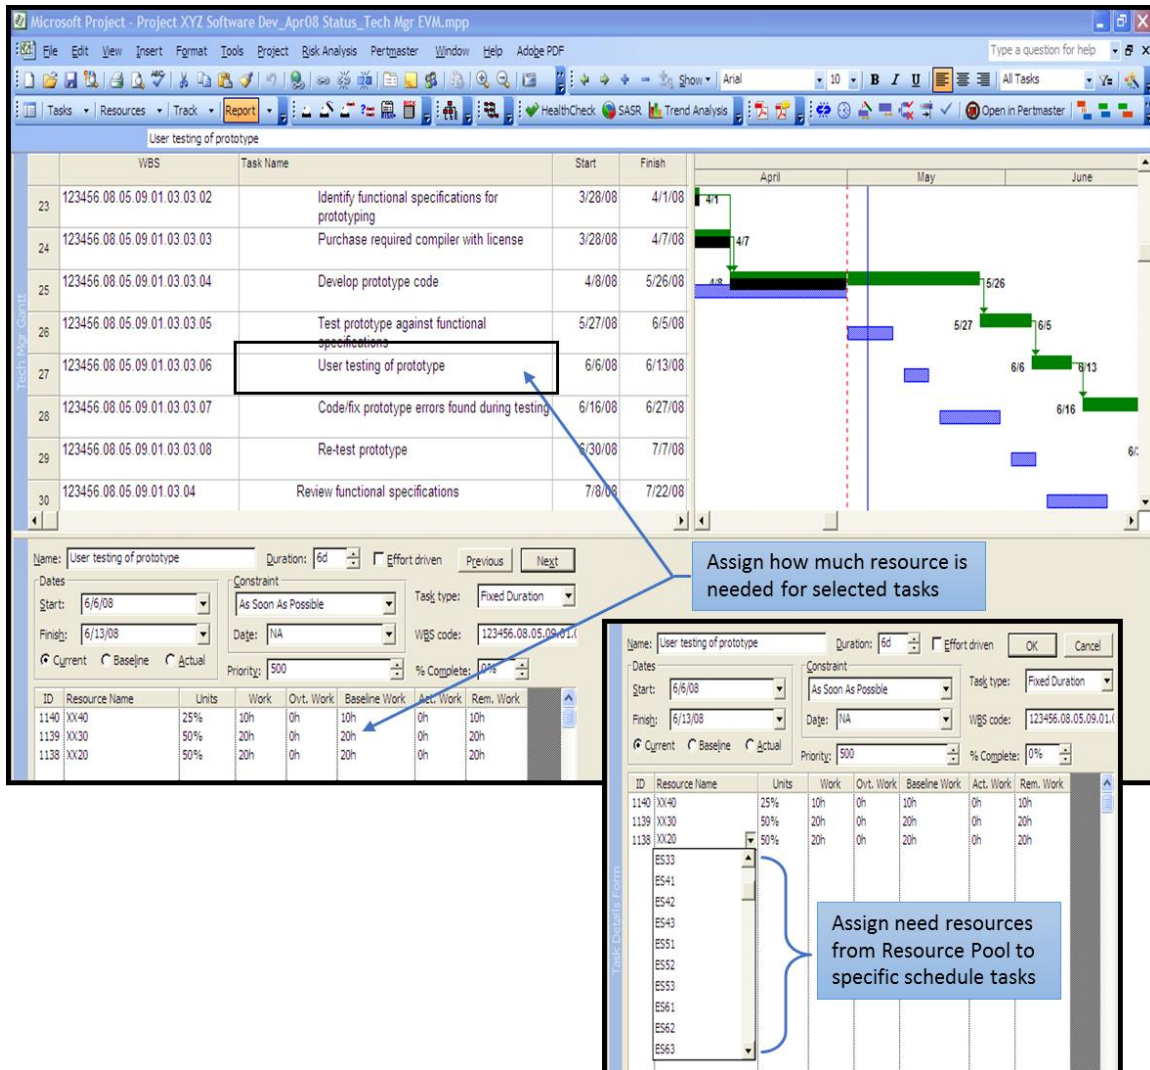 Microsoft Project - Project XYZ Software Dev_Apr08 Status_Tech Mgr EVM.mpp
File Edit View Insert Format Tools Project Risk Analysis Pertmaster Window Help Adobe PDF Type a question for help
Show Arial 10 B I U All Tasks
Tasks Resources Track Report HealthCheck SASR Trend Analysis Open in Pertmaster
User testing of prototype
WBS Task Name Start Finish April May June
23 123456.08.05.09.01.03.03.02 Identify functional specifications for 3/28/08 4/1/08 4/1
prototyping
24 123456.08.05.09.01.03.03.03 Purchase required compiler with license 3/28/08 4/7/08 4/7
25 123456.08.05.09.01.03.03.04 Develop prototype code 4/8/08 5/26/08 4/8 5/26
26 123456.08.05.09.01.03.03.05 Test prototype against functional 5/27/08 6/5/08 5/27 6/5
specifications
27 123456.08.05.09.01.03.03.06 User testing of prototype 6/6/08 6/13/08 6/6 6/13
28 123456.08.05.09.01.03.03.07 Code/fix prototype errors found during testing 6/16/08 6/27/08 6/16
29 123456.08.05.09.01.03.03.08 Re-test prototype 6/30/08 7/7/08
30 123456.08.05.09.01.03.04 Review functional specifications 7/8/08 7/22/08
Tech Mgr Gantt
Assign how much resource is
needed for selected tasks
Name: User testing of prototype Duration: 6d Effort driven Previous Next
Dates Constraint
Start: 6/6/08 As Soon As Possible Task type: Fixed Duration
Finish: 6/13/08 Date: NA WBS code: 123456.08.05.09.01.
Current Baseline Actual Priority: 500 % Complete: 0%
ID Resource Name Units Work Ovt. Work Baseline Work Act. Work Rem. Work
1140 XX40 25% 10h 0h 10h 0h 10h
1139 XX30 50% 20h 0h 20h 0h 20h
1138 XX20 50% 20h 0h 20h 0h 20h
Name: User testing of prototype Duration: 6d Effort driven OK Cancel
Dates Constraint
Start: 6/6/08 As Soon As Possible Task type: Fixed Duration
Finish: 6/13/08 Date: NA WBS code: 123456.08.05.09.01.
Current Baseline Actual Priority: 500 % Complete: 0%
ID Resource Name Units Work Ovt. Work Baseline Work Act. Work Rem. Work
1140 XX40 25% 10h 0h 10h 0h 10h
1139 XX30 50% 20h 0h 20h 0h 20h
1138 XX20 50% 20h 0h 20h 0h 20h
ES33
ES41
ES42
ES43
ES51
ES52
ES53
ES61
ES62
ES63
Task Details Form
Assign need resources
from Resource Pool to
specific schedule tasks